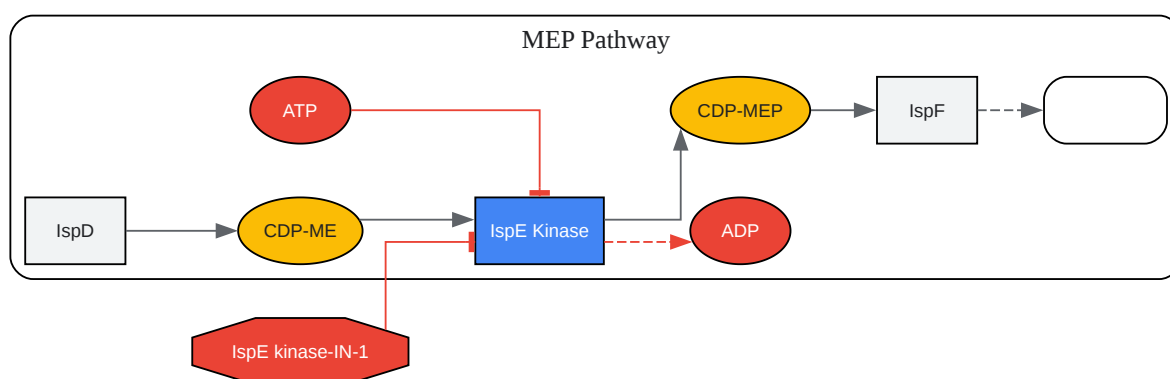 MEP Pathway
ATP
CDP-MEP
IspF
IspD
CDP-ME
IspE Kinase
ADP
IspE kinase-IN-1